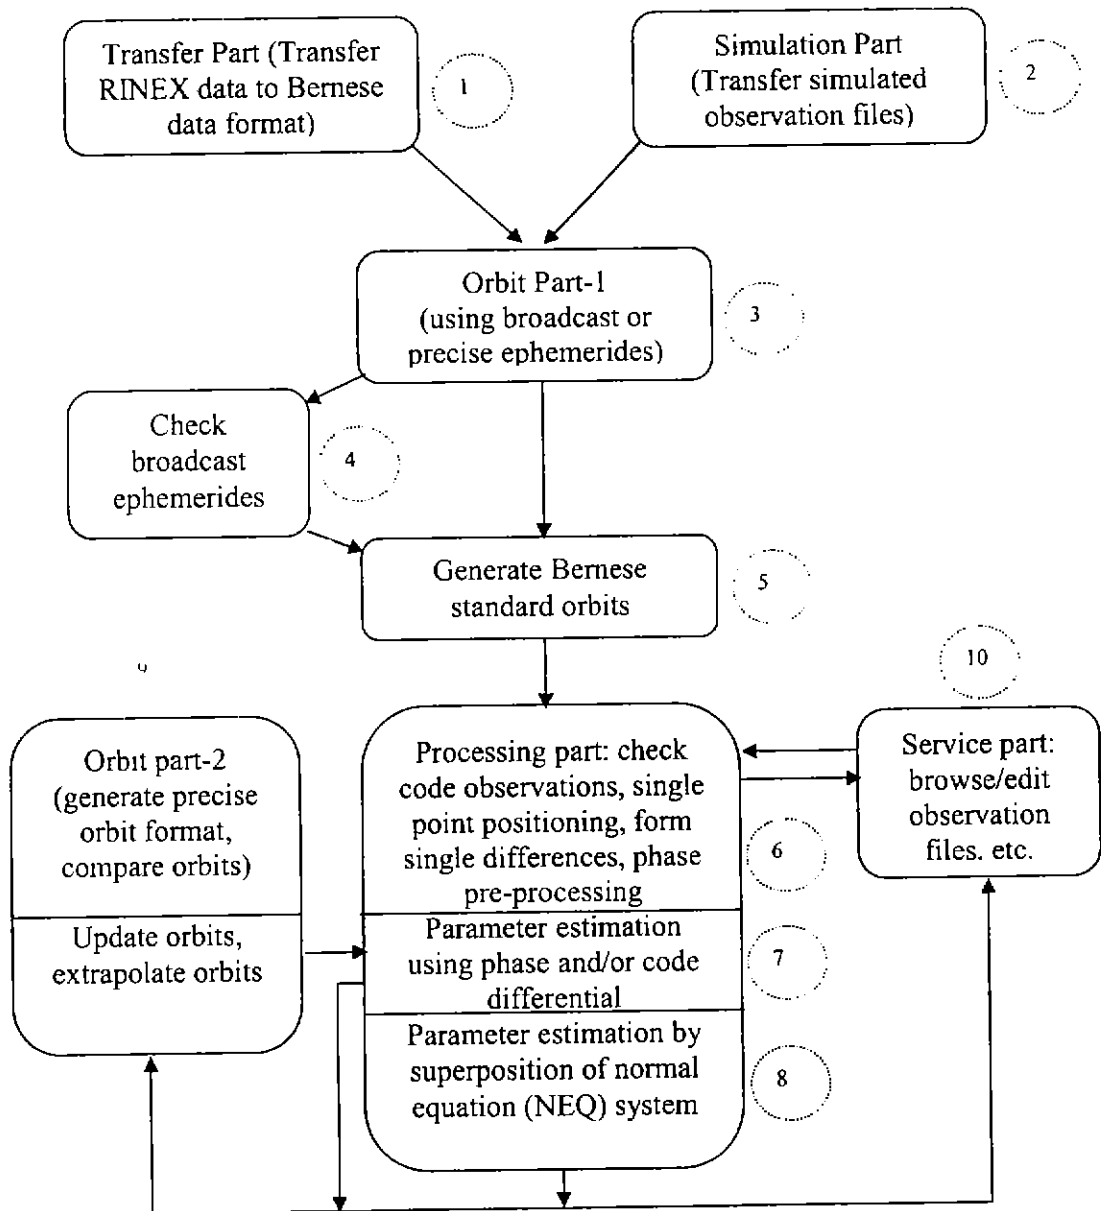 Transfer Part (Transfer
RINEX data to Bernese
data format)
1
Simulation Part
(Transfer simulated
observation files)
2
Orbit Part-1
(using broadcast or
precise ephemerides)
3
Check
broadcast
ephemerides
4
Generate Bernese
standard orbits
5
10
Orbit part-2
(generate precise
orbit format,
compare orbits)
Update orbits,
extrapolate orbits
Processing part: check
code observations, single
point positioning, form
single differences, phase
pre-processing
6
Parameter estimation
using phase and/or code
differential
7
Parameter estimation by
superposition of normal
equation (NEQ) system
8
Service part:
browse/edit
observation
files. etc.